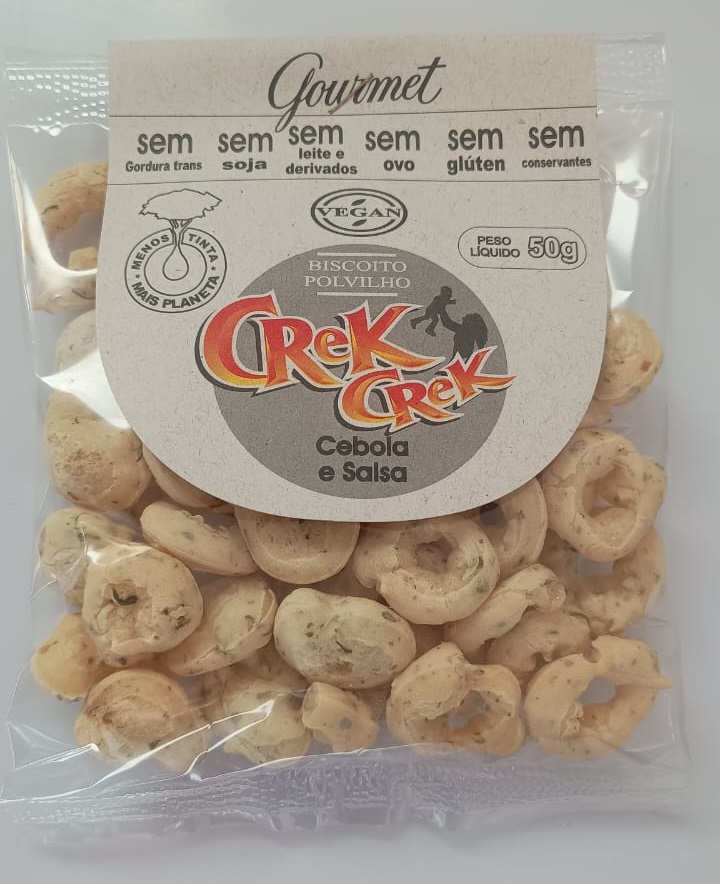 Gourmet
sem Gordura trans
sem soja
sem leite e derivados
sem ovo
sem glúten
sem conservantes
VEGAN
MENOS TINTA
MAIS PLANETA
PESO LÍQUIDO 50g
BISCOITO
POLVILHO
CReK
CReK
Cebola
e Salsa